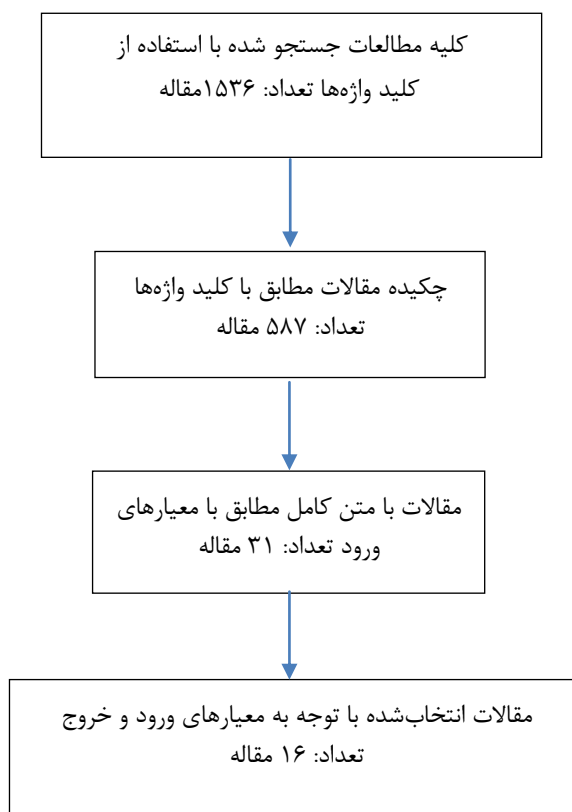 کلیه مطالعات جستجو شده با استفاده از
کلید واژه‌ها تعداد: ۱۵۳۶مقاله
چکیده مقالات مطابق با کلید واژه‌ها
تعداد: ۵۸۷ مقاله
مقالات با متن کامل مطابق با معیارهای
ورود تعداد: ۳۱ مقاله
مقالات انتخاب‌شده با توجه به معیارهای ورود و خروج
تعداد: ۱۶ مقاله